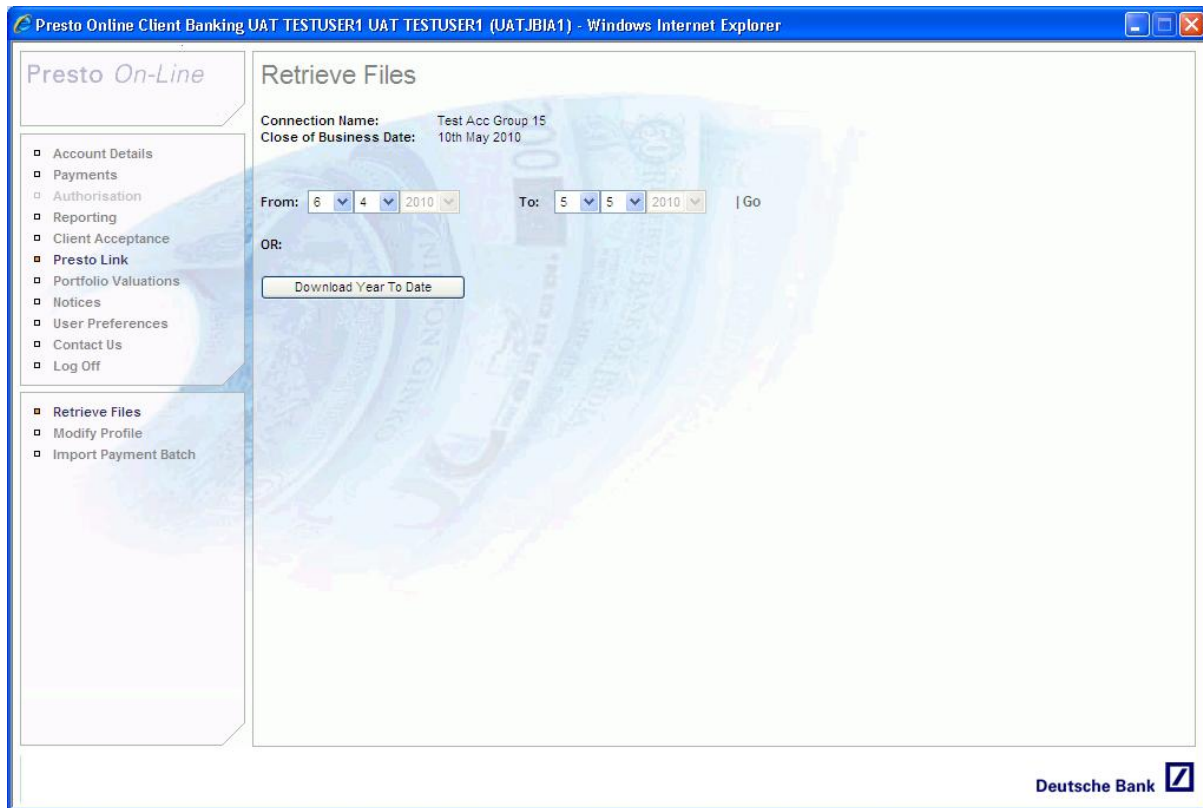 Presto Online Client Banking UAT TESTUSER1 UAT TESTUSER1 (UATJBIA1) - Windows Internet Explorer
Presto On-Line
Account Details
Payments
Authorisation
Reporting
Client Acceptance
Presto Link
Portfolio Valuations
Notices
User Preferences
Contact Us
Log Off
Retrieve Files
Modify Profile
Import Payment Batch
Retrieve Files
Connection Name: Test Acc Group 15
Close of Business Date: 10th May 2010
From: 6 4 2010 To: 5 5 2010 | Go
OR:
Download Year To Date
Deutsche Bank